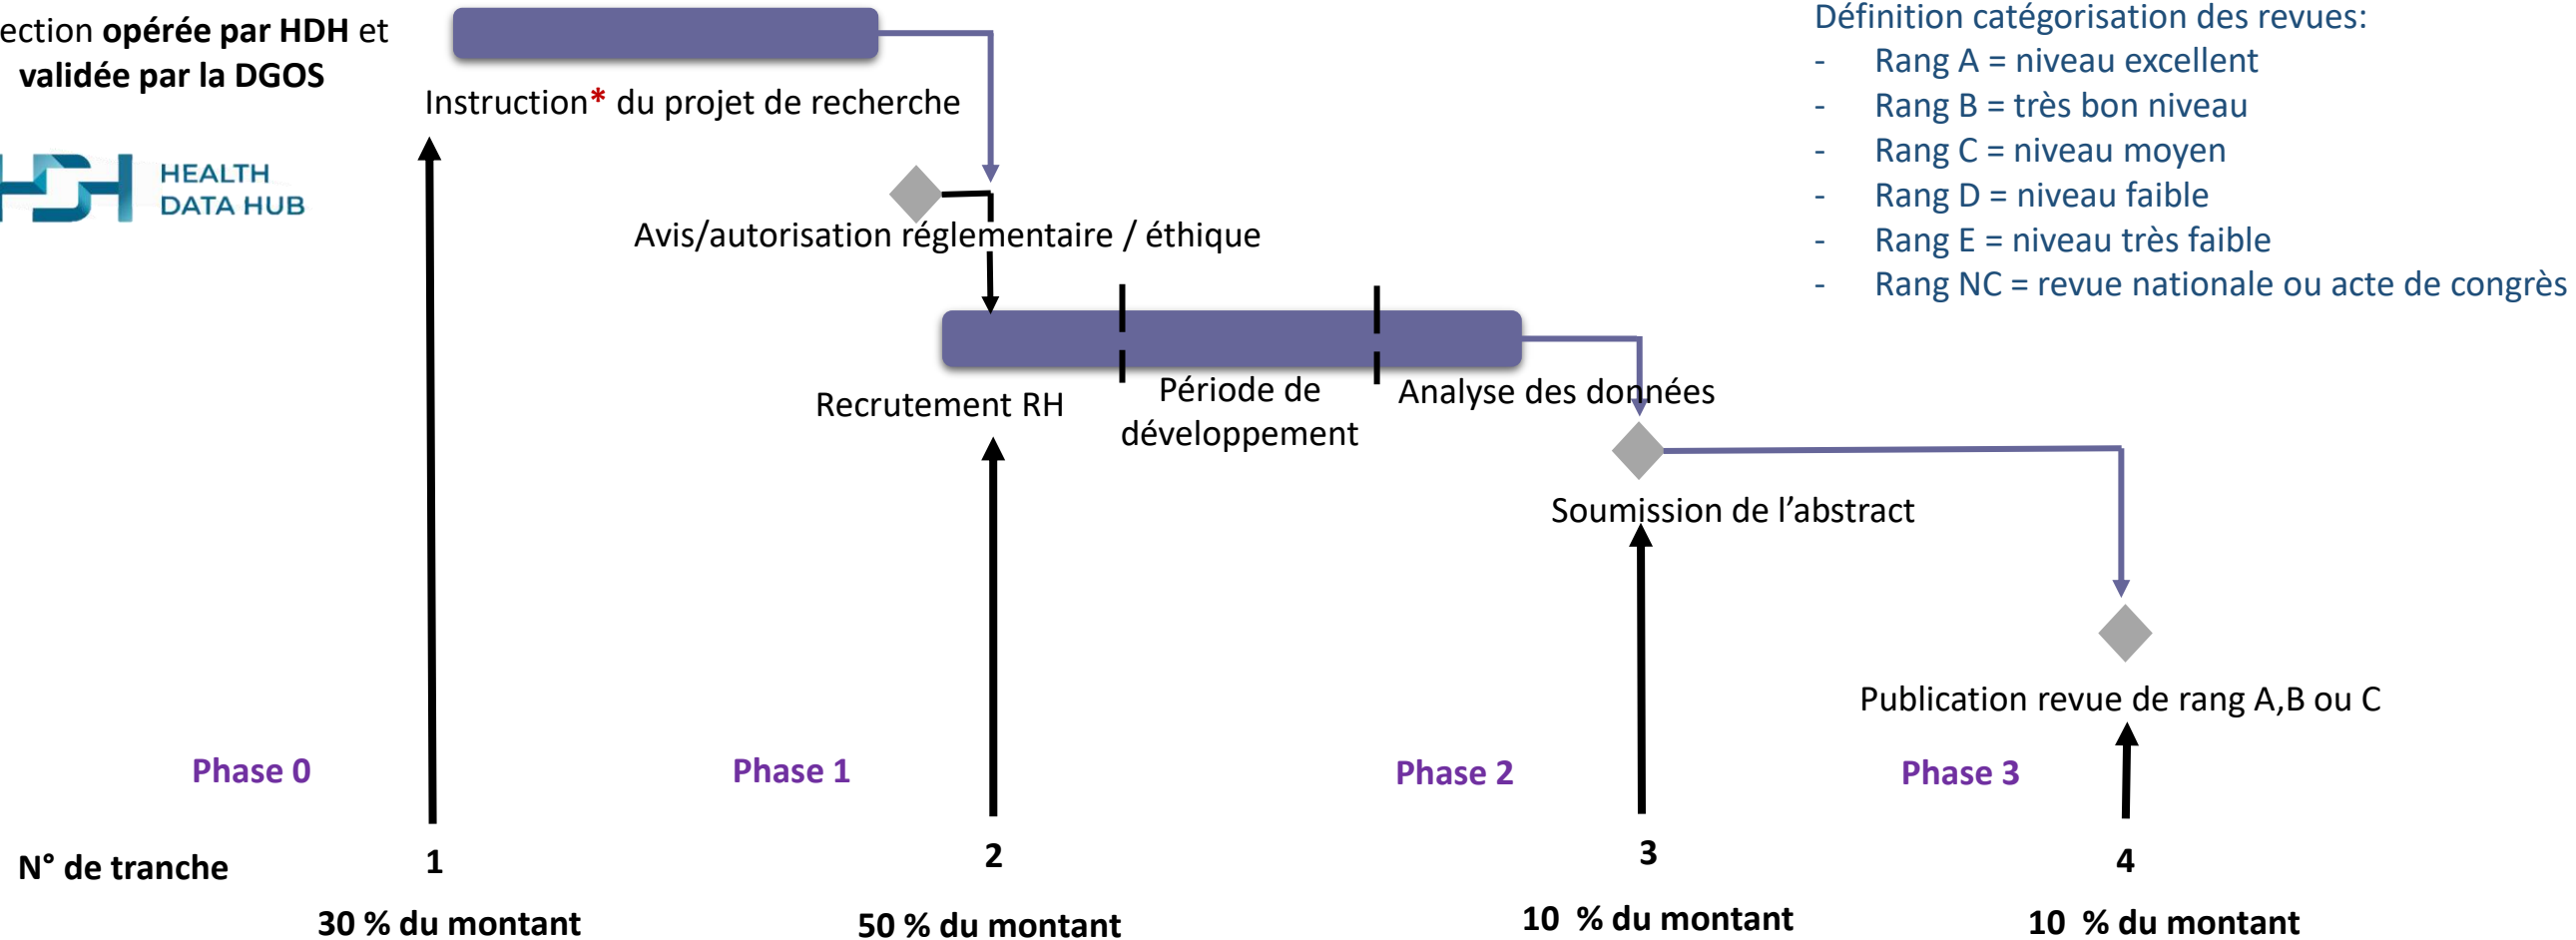 ection opérée par HDH et
validée par la DGOS
HDH HEALTH
DATA HUB
Instruction* du projet de recherche
Avis/autorisation réglementaire / éthique
Recrutement RH
Période de
développement
Analyse des données
Soumission de l’abstract
Publication revue de rang A,B ou C
Définition catégorisation des revues:
- Rang A = niveau excellent
- Rang B = très bon niveau
- Rang C = niveau moyen
- Rang D = niveau faible
- Rang E = niveau très faible
- Rang NC = revue nationale ou acte de congrès
Phase 0 Phase 1 Phase 2 Phase 3
N° de tranche 1 2 3 4
30 % du montant 50 % du montant 10 % du montant 10 % du montant